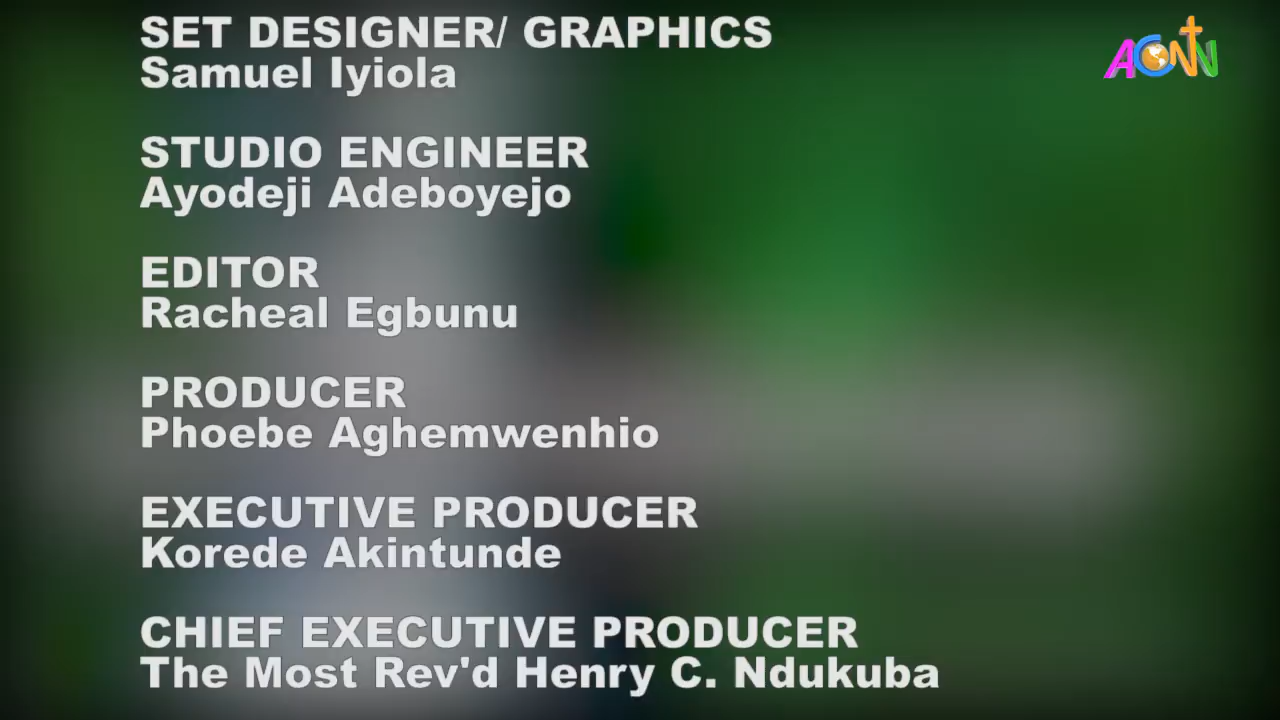 SET DESIGNER/ GRAPHICS
ACNN
Samuel Iyiola
STUDIO ENGINEER
Ayodeji Adeboyejo
EDITOR
Racheal Egbunu
PRODUCER
Phoebe Aghemwenhio
EXECUTIVE PRODUCER
Korede Akintunde
CHIEF EXECUTIVE PRODUCER
The Most Rev'd Henry C. Ndukuba